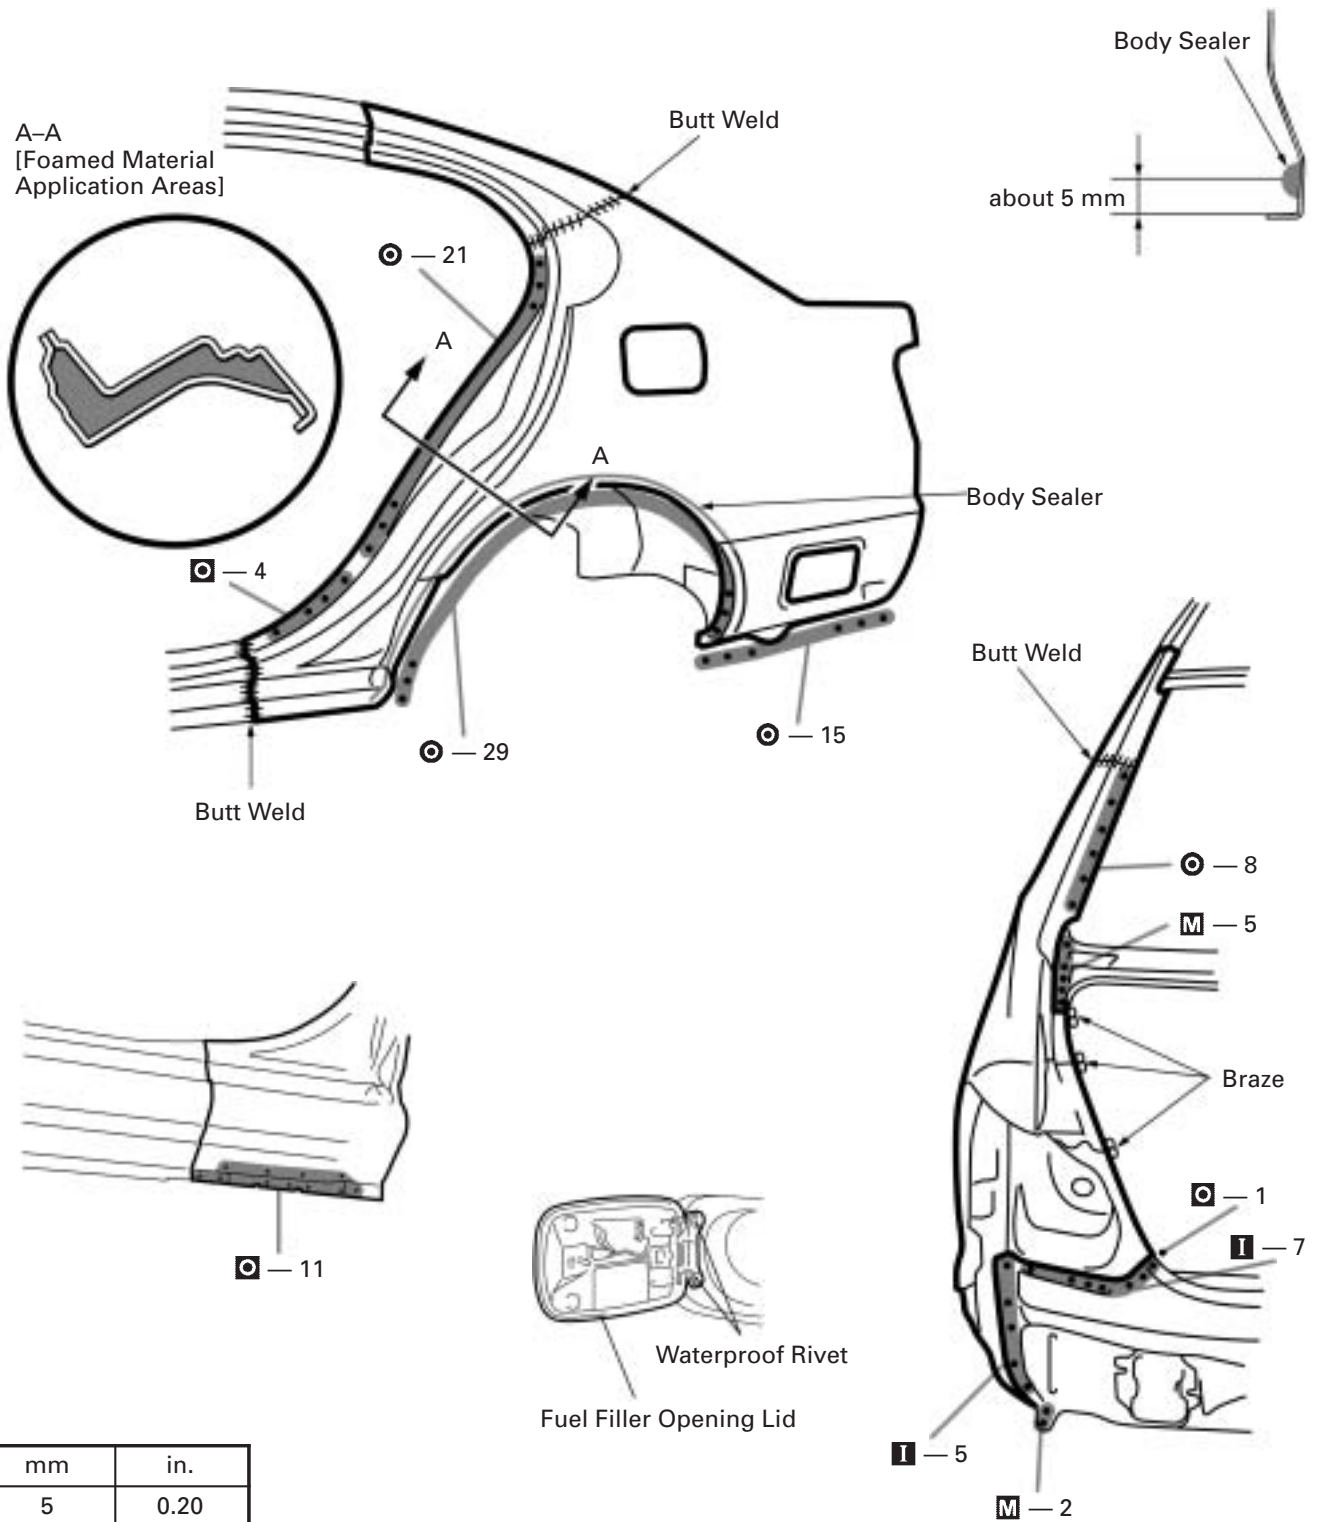 Body Sealer
about 5 mm
A–A
[Foamed Material
Application Areas]
Butt Weld
— 21
A
A
Body Sealer
— 4
— 29
— 15
Butt Weld
Butt Weld
— 8
M — 5
Braze
— 1
I — 7
— 11
Waterproof Rivet
Fuel Filler Opening Lid
I — 5
M — 2
mm in.
5 0.20